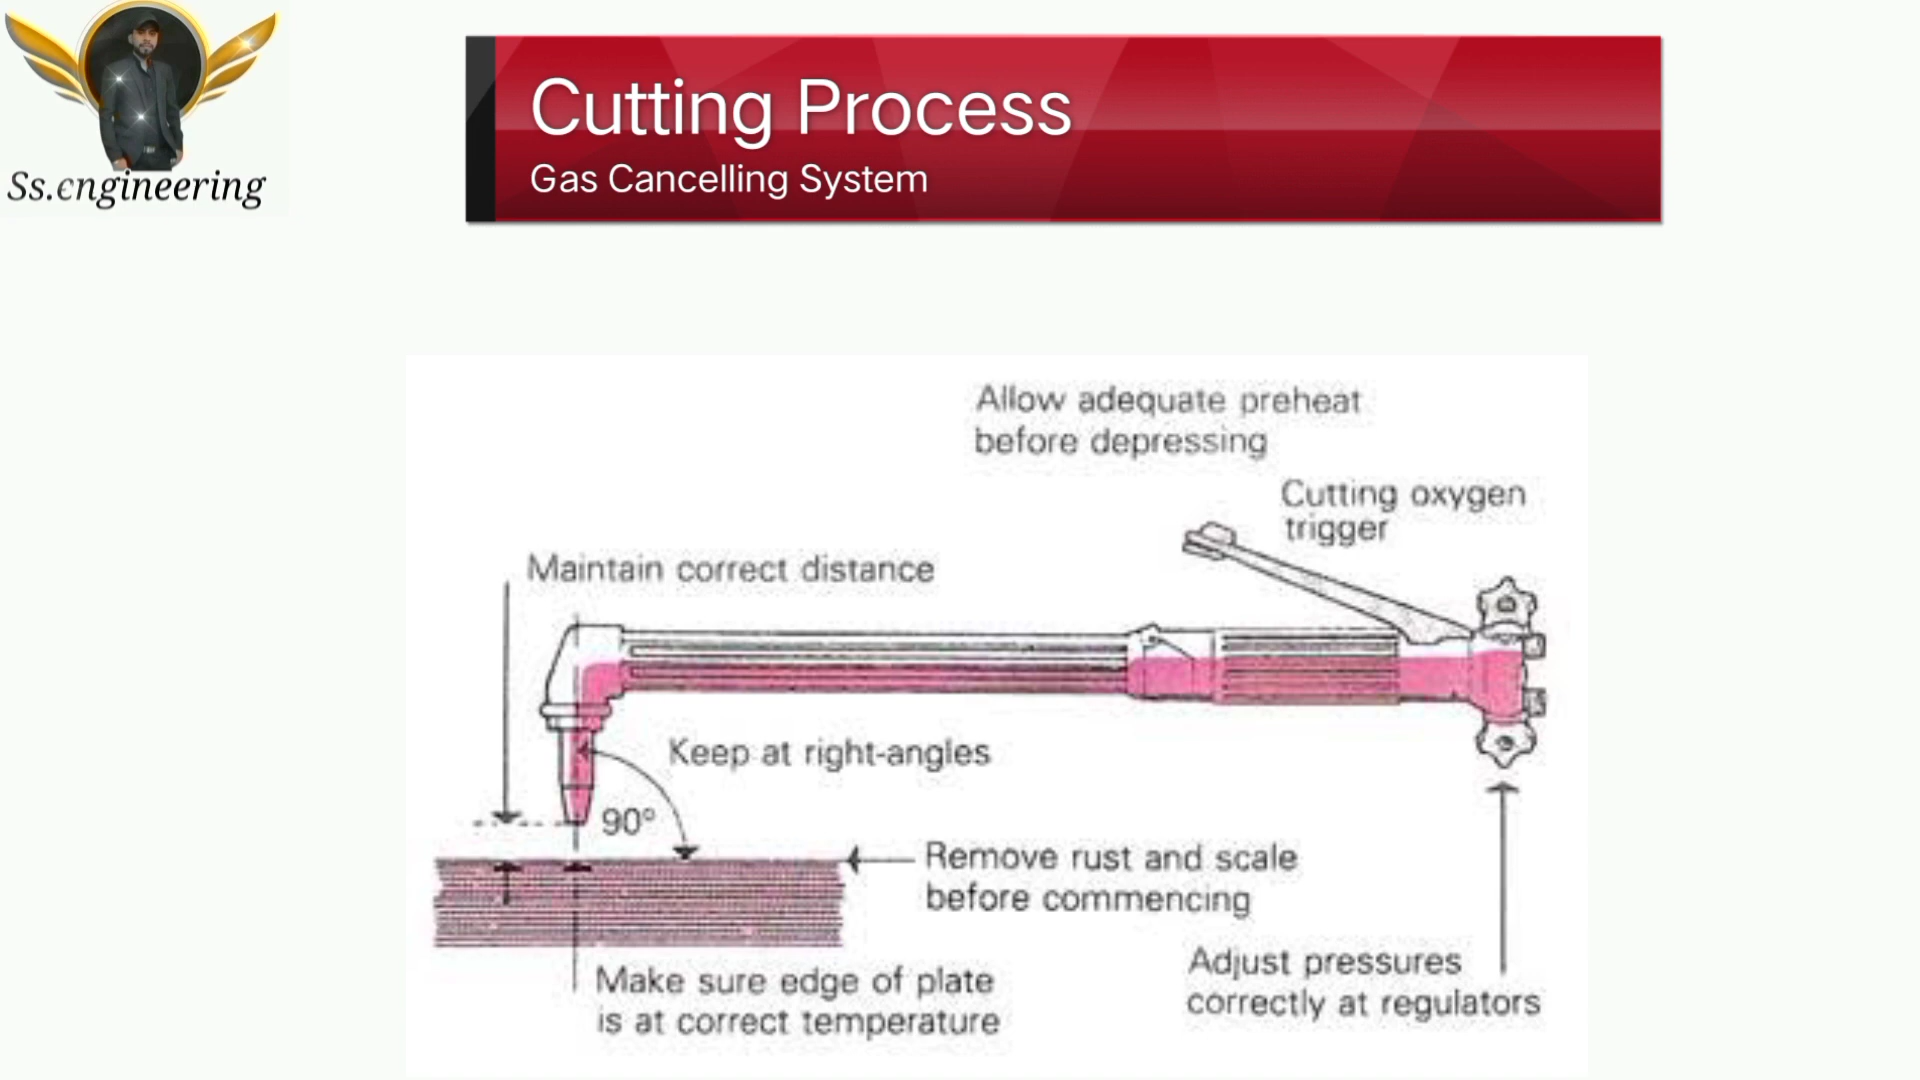 Ss.engineering
Cutting Process
Gas Cancelling System
Allow adequate preheat
before depressing
Cutting oxygen
trigger
Maintain correct distance
Keep at right-angles
90°
Remove rust and scale
before commencing
Make sure edge of plate
is at correct temperature
Adjust pressures
correctly at regulators